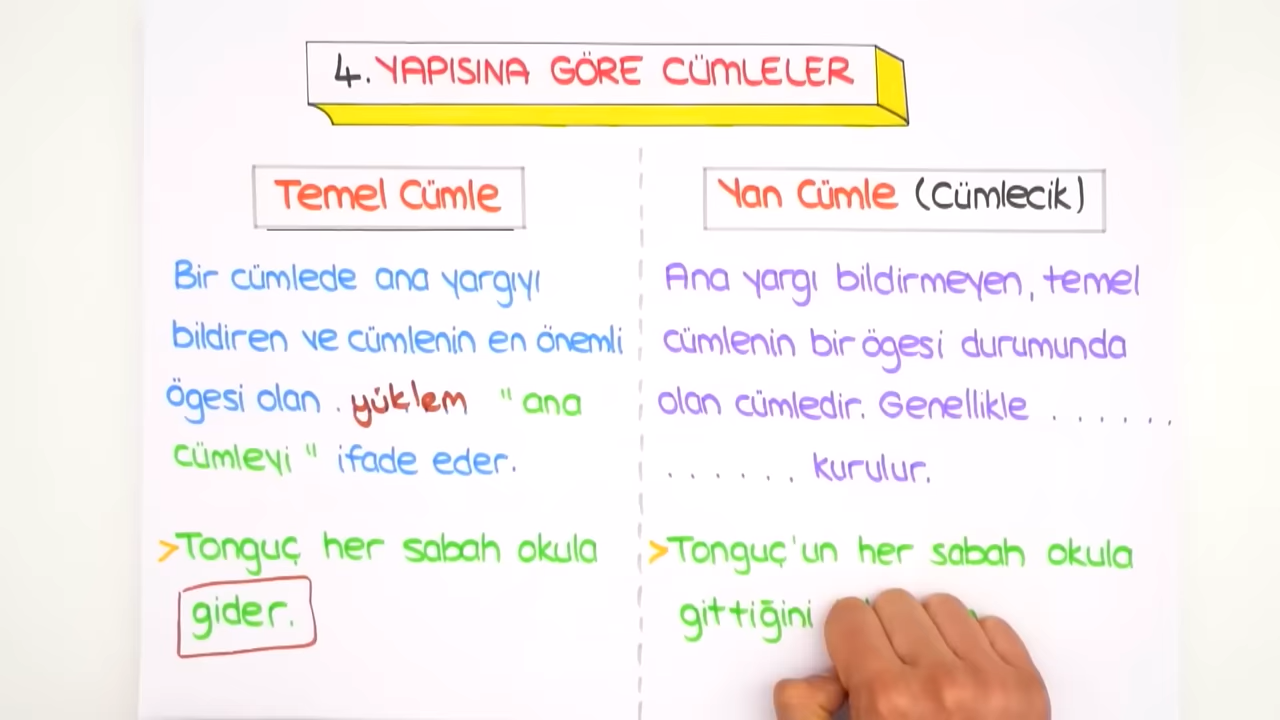 4. YAPISINA GÖRE CÜMLELER
Temel Cümle
Bir cümlede ana yargıyı
bildiren ve cümlenin en önemli
ögesi olan . yüklem " ana
cümleyi " ifade eder.
>Tonguç her sabah okula
gider.
Yan Cümle (Cümlecik)
Ana yargı bildirmeyen, temel
cümlenin bir ögesi durumunda
olan cümledir. Genellikle . . . . . .
. . . . . . kurulur.
>Tonguç'un her sabah okula
gittiğini